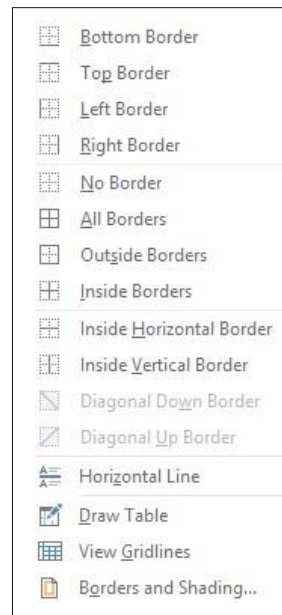 Bottom Border
Top Border
Left Border
Right Border
No Border
All Borders
Outside Borders
Inside Borders
Inside Horizontal Border
Inside Vertical Border
Diagonal Down Border
Diagonal Up Border
Horizontal Line
Draw Table
View Gridlines
Borders and Shading...